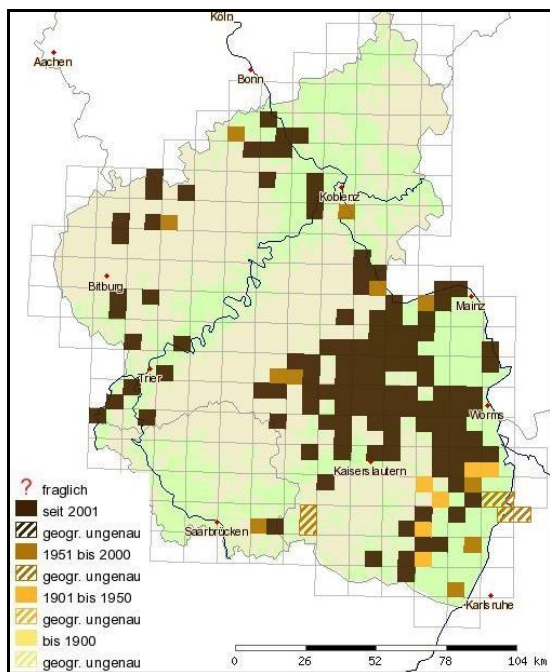 Köln
Aachen
Bonn
Koblenz
Bitburg
Mainz
Trier
Worms
Kaiserslautern
? fraglich
seit 2001
geogr. ungenau
Saarbrücken
1951 bis 2000
geogr. ungenau
1901 bis 1950
Karlsruhe
geogr. ungenau
bis 1900
geogr. ungenau
0 26 52 78 104 km